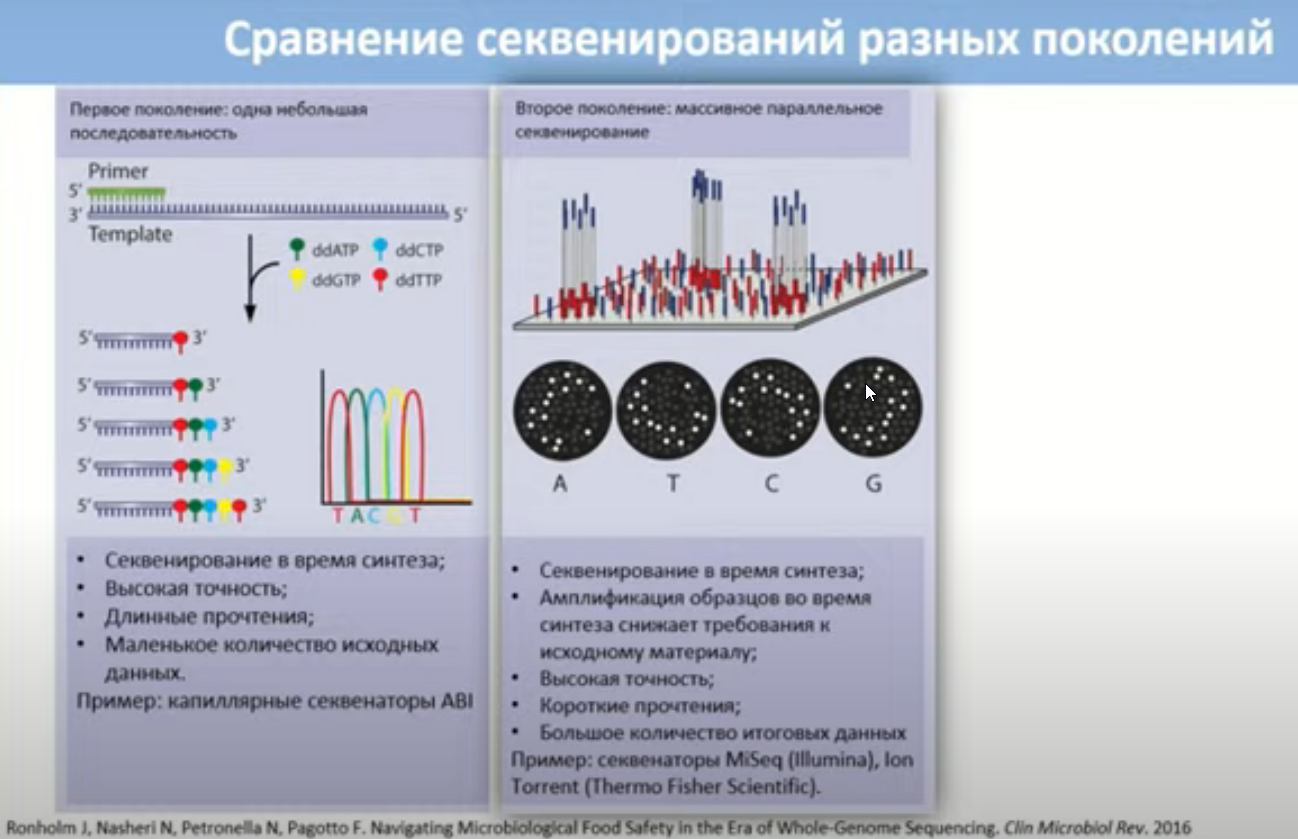 Сравнение секвенирований разных поколений
Первое поколение: одна небольшая
последовательность
Primer
5′
3′
5′
Template
ddATP
ddCTP
ddGTP
ddTTP
5′
3′
5′
3′
5′
3′
5′
3′
5′
3′
T A C G T
• Секвенирование в время синтеза;
• Высокая точность;
• Длинные прочтения;
• Маленькое количество исходных
данных.
Пример: капиллярные секвенаторы ABI
Второе поколение: массивное параллельное
секвенирование
A
T
C
G
• Секвенирование в время синтеза;
• Амплификация образцов во время
синтеза снижает требования к
исходному материалу;
• Высокая точность;
• Короткие прочтения;
• Большое количество итоговых данных
Пример: секвенаторы MiSeq (Illumina), Ion
Torrent (Thermo Fisher Scientific).
Ronholm J, Nasheri N, Petronella N, Pagotto F. Navigating Microbiological Food Safety in the Era of Whole-Genome Sequencing. Clin Microbiol Rev. 2016